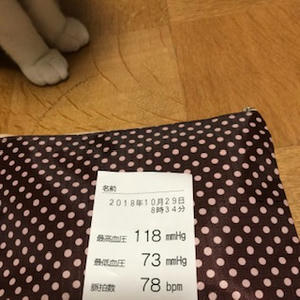 名前
2018年10月29日
8時34分
最高血圧 118 mmHg
最低血圧 73 mmHg
脈拍数 78 bpm